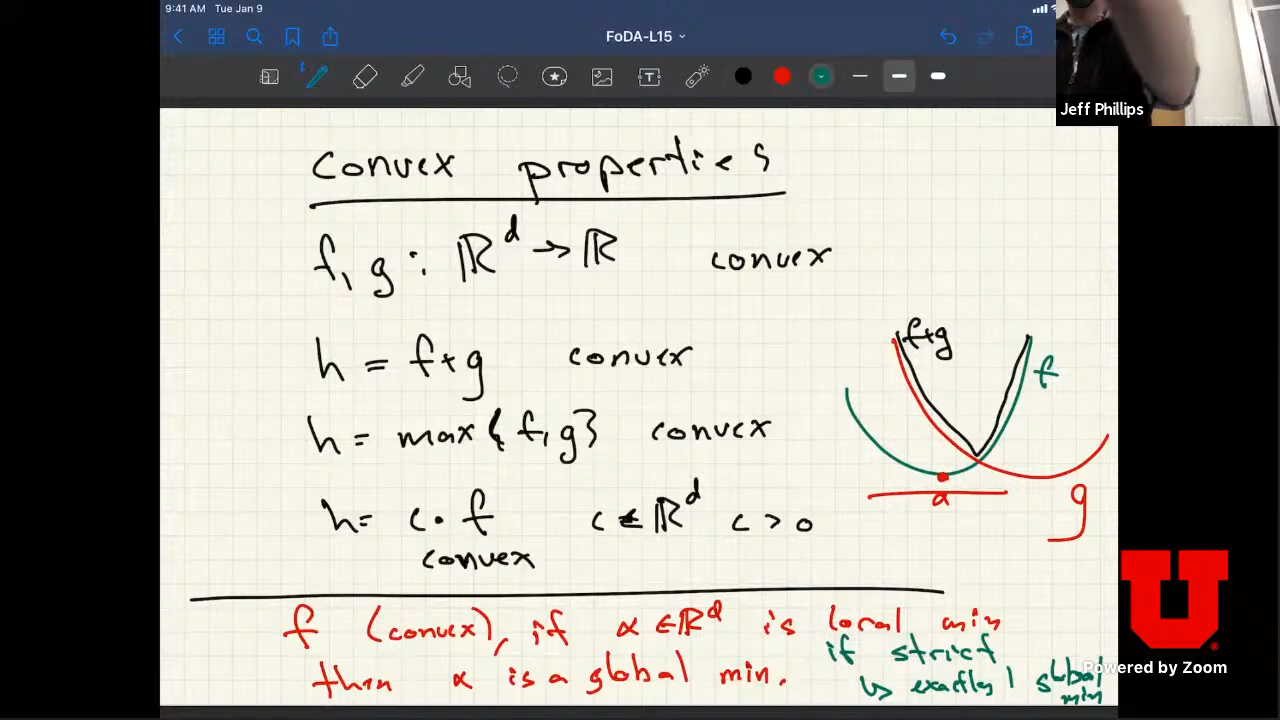 9:41 AM Tue Jan 9
FoDA-L15
Jeff Phillips
convex properties
f, g : ℝ^d → ℝ convex
h = f+g convex
h = max{f, g} convex
h = c · f c ∈ ℝ^d c > 0
convex
f+g
f
α
g
f (convex), if α ∈ ℝ^d is local min
then α is a global min.
if strict
↳ exactly 1 global
min
U
Powered by Zoom